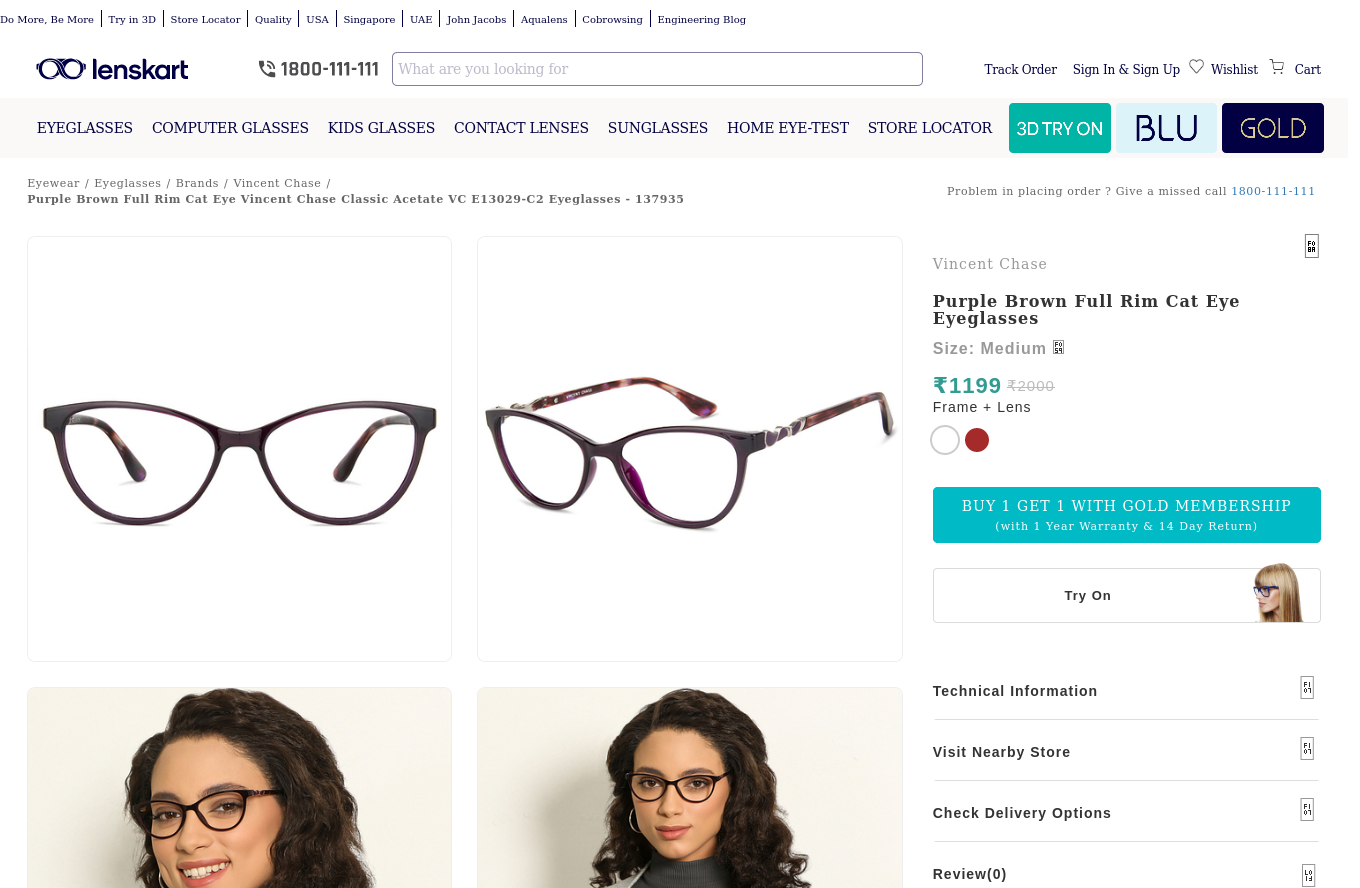 Do More, Be More
Try in 3D
Store Locator
Quality
USA
Singapore
UAE
John Jacobs
Aqualens
Cobrowsing
Engineering Blog
lenskart
1800-111-111
What are you looking for
Track Order
Sign In & Sign Up
Wishlist
Cart
EYEGLASSES
COMPUTER GLASSES
KIDS GLASSES
CONTACT LENSES
SUNGLASSES
HOME EYE-TEST
STORE LOCATOR
3D TRY ON
BLU
GOLD
Eyewear / Eyeglasses / Brands / Vincent Chase /
Purple Brown Full Rim Cat Eye Vincent Chase Classic Acetate VC E13029-C2 Eyeglasses - 137935
Problem in placing order ? Give a missed call 1800-111-111
VINCENT CHASE
Vincent Chase
Purple Brown Full Rim Cat Eye
Eyeglasses
Size: Medium
₹1199 ₹2000
Frame + Lens
BUY 1 GET 1 WITH GOLD MEMBERSHIP
(with 1 Year Warranty & 14 Day Return)
Try On
Technical Information
Visit Nearby Store
Check Delivery Options
Review(0)